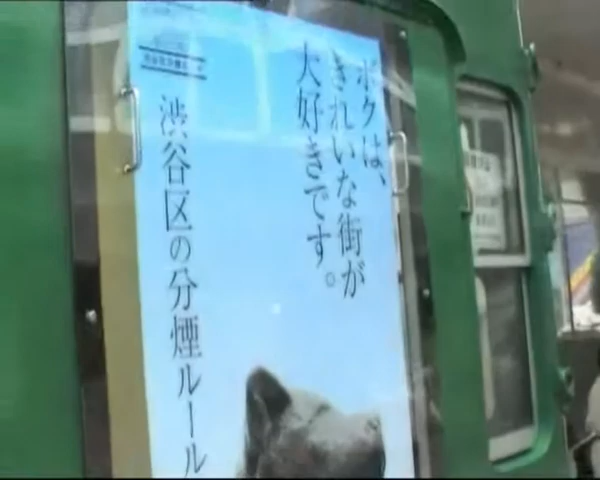 ボクは、
きれいな街が
大好きです。
渋谷区の分煙ルール